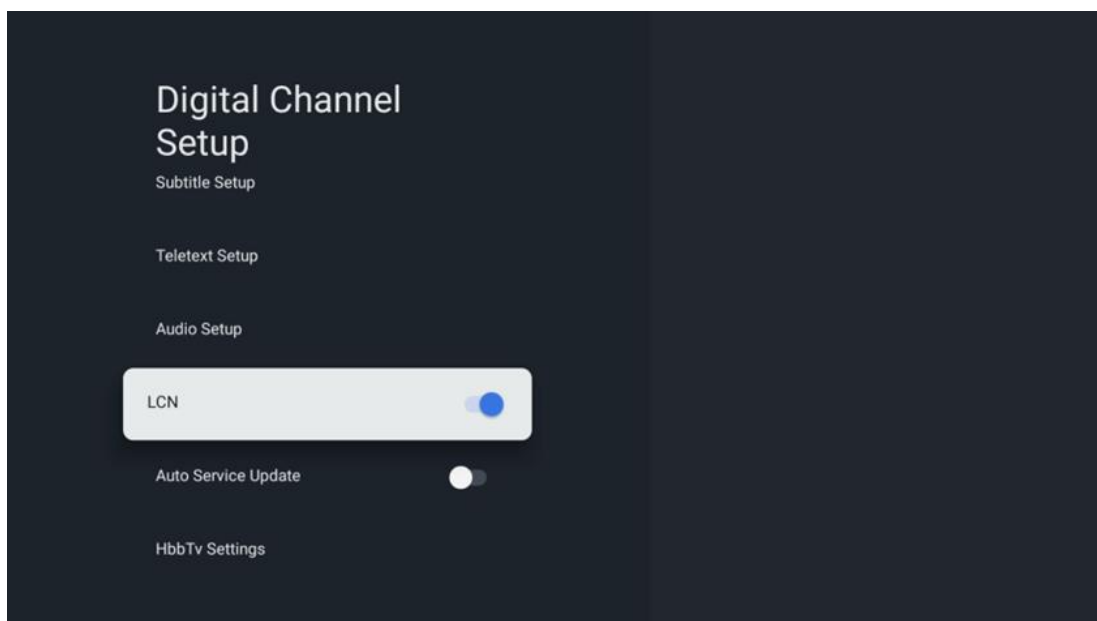 Digital Channel
Setup
Subtitle Setup
Teletext Setup
Audio Setup
LCN
Auto Service Update
HbbTv Settings